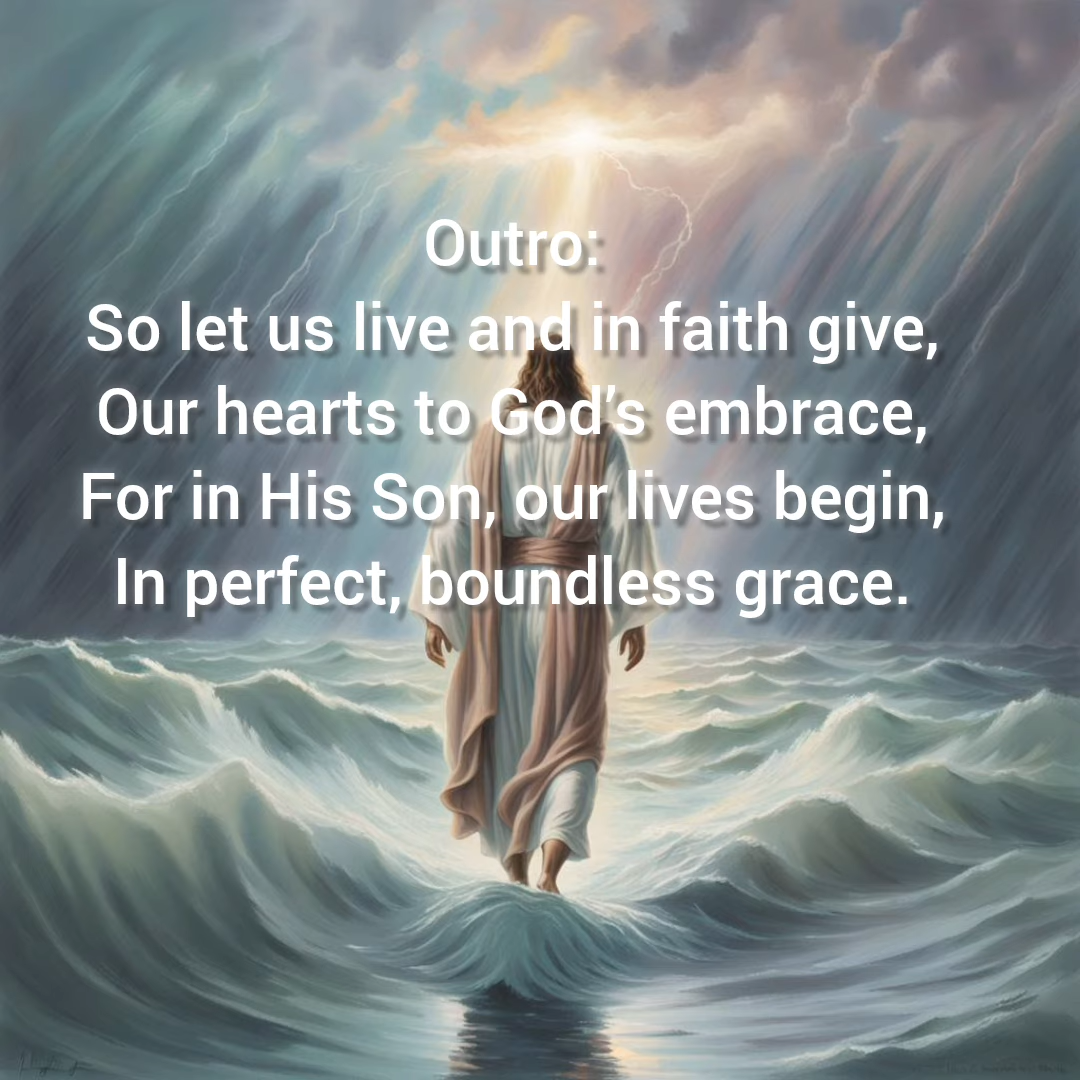 Outro:
So let us live and in faith give,
Our hearts to God's embrace,
For in His Son, our lives begin,
In perfect, boundless grace.